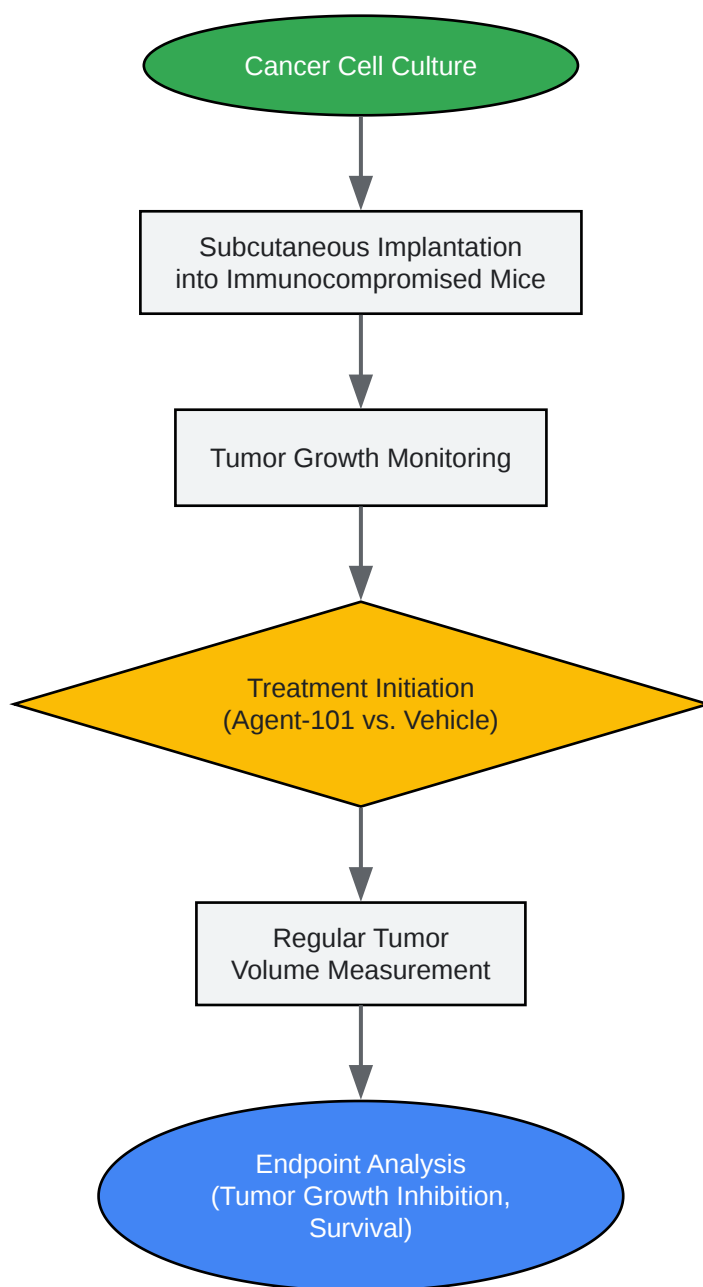 Cancer Cell Culture
Subcutaneous Implantation
into Immunocompromised Mice
Tumor Growth Monitoring
Treatment Initiation
(Agent-101 vs. Vehicle)
Regular Tumor
Volume Measurement
Endpoint Analysis
(Tumor Growth Inhibition,
Survival)